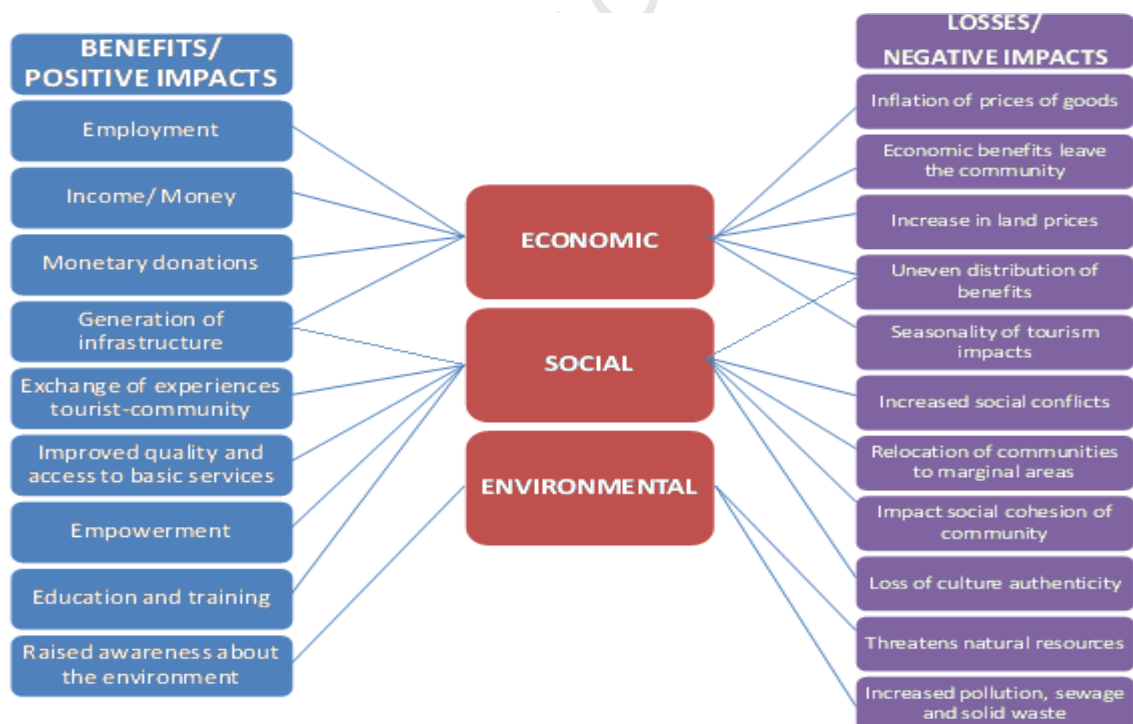 BENEFITS/
POSITIVE IMPACTS
Employment
Income/ Money
Monetary donations
Generation of
infrastructure
Exchange of experiences
tourist-community
Improved quality and
access to basic services
Empowerment
Education and training
Raised awareness about
the environment
ECONOMIC
SOCIAL
ENVIRONMENTAL
LOSSES/
NEGATIVE IMPACTS
Inflation of prices of goods
Economic benefits leave
the community
Increase in land prices
Uneven distribution of
benefits
Seasonality of tourism
impacts
Increased social conflicts
Relocation of communities
to marginal areas
Impact social cohesion of
community
Loss of culture authenticity
Threatens natural resources
Increased pollution, sewage
and solid waste